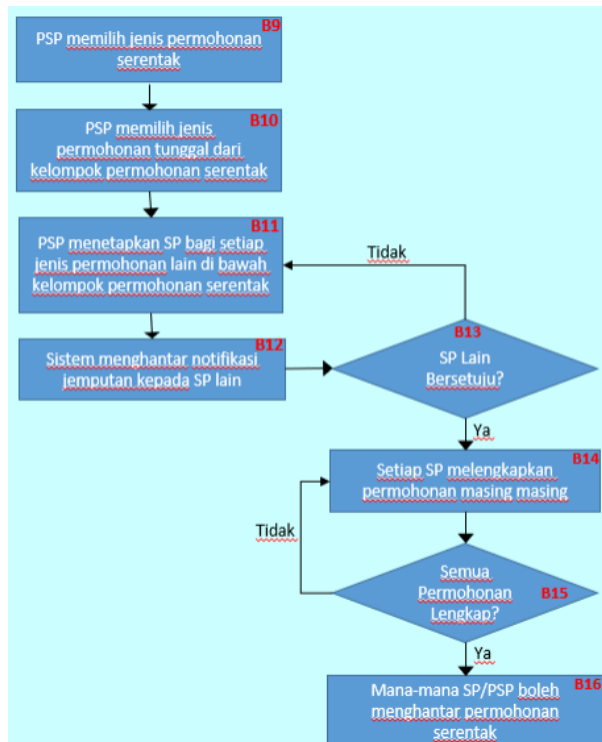 B9
PSP memilih jenis permohonan
serentak
B10
PSP memilih jenis
permohonan tunggal dari
kelompok permohonan serentak
B11
PSP menetapkan SP bagi setiap
jenis permohonan lain di bawah
kelompok permohonan serentak
Tidak
B12
Sistem menghantar notifikasi
jemputan kepada SP lain
B13
SP Lain
Bersetuju?
Ya
B14
Setiap SP melengkapkan
permohonan masing masing
Tidak
Semua
Permohonan
Lengkap?
B15
Ya
B16
Mana-mana SP/PSP boleh
menghantar permohonan
serentak